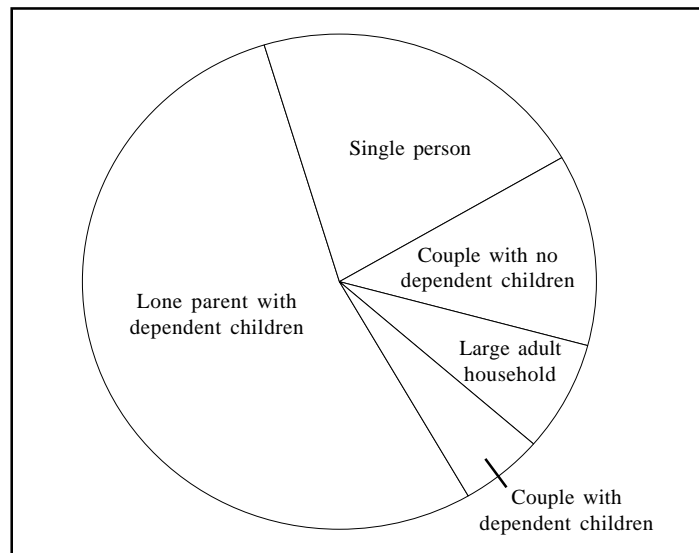 Single person
Couple with no
dependent children
Lone parent with
dependent children
Large adult
household
Couple with
dependent children